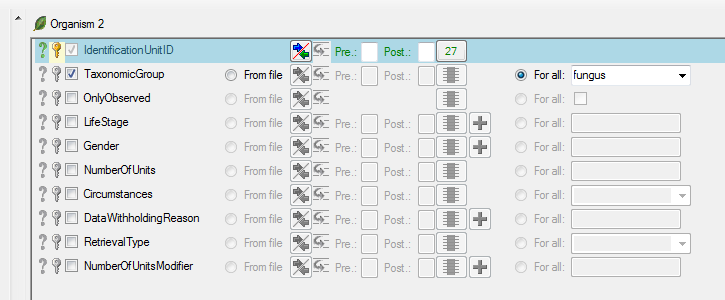 Organism 2
? IdentificationUnitID Pre.: Post.: 27
? TaxonomicGroup From file Pre.: Post.: For all: fungus
? OnlyObserved From file For all:
? LifeStage From file Pre.: Post.: For all:
? Gender From file Pre.: Post.: For all:
? NumberOfUnits From file Pre.: Post.: For all:
? Circumstances From file Pre.: Post.: For all:
? DataWithholdingReason From file Pre.: Post.: For all:
? RetrievalType From file Pre.: Post.: For all:
? NumberOfUnitsModifier From file Pre.: Post.: For all: